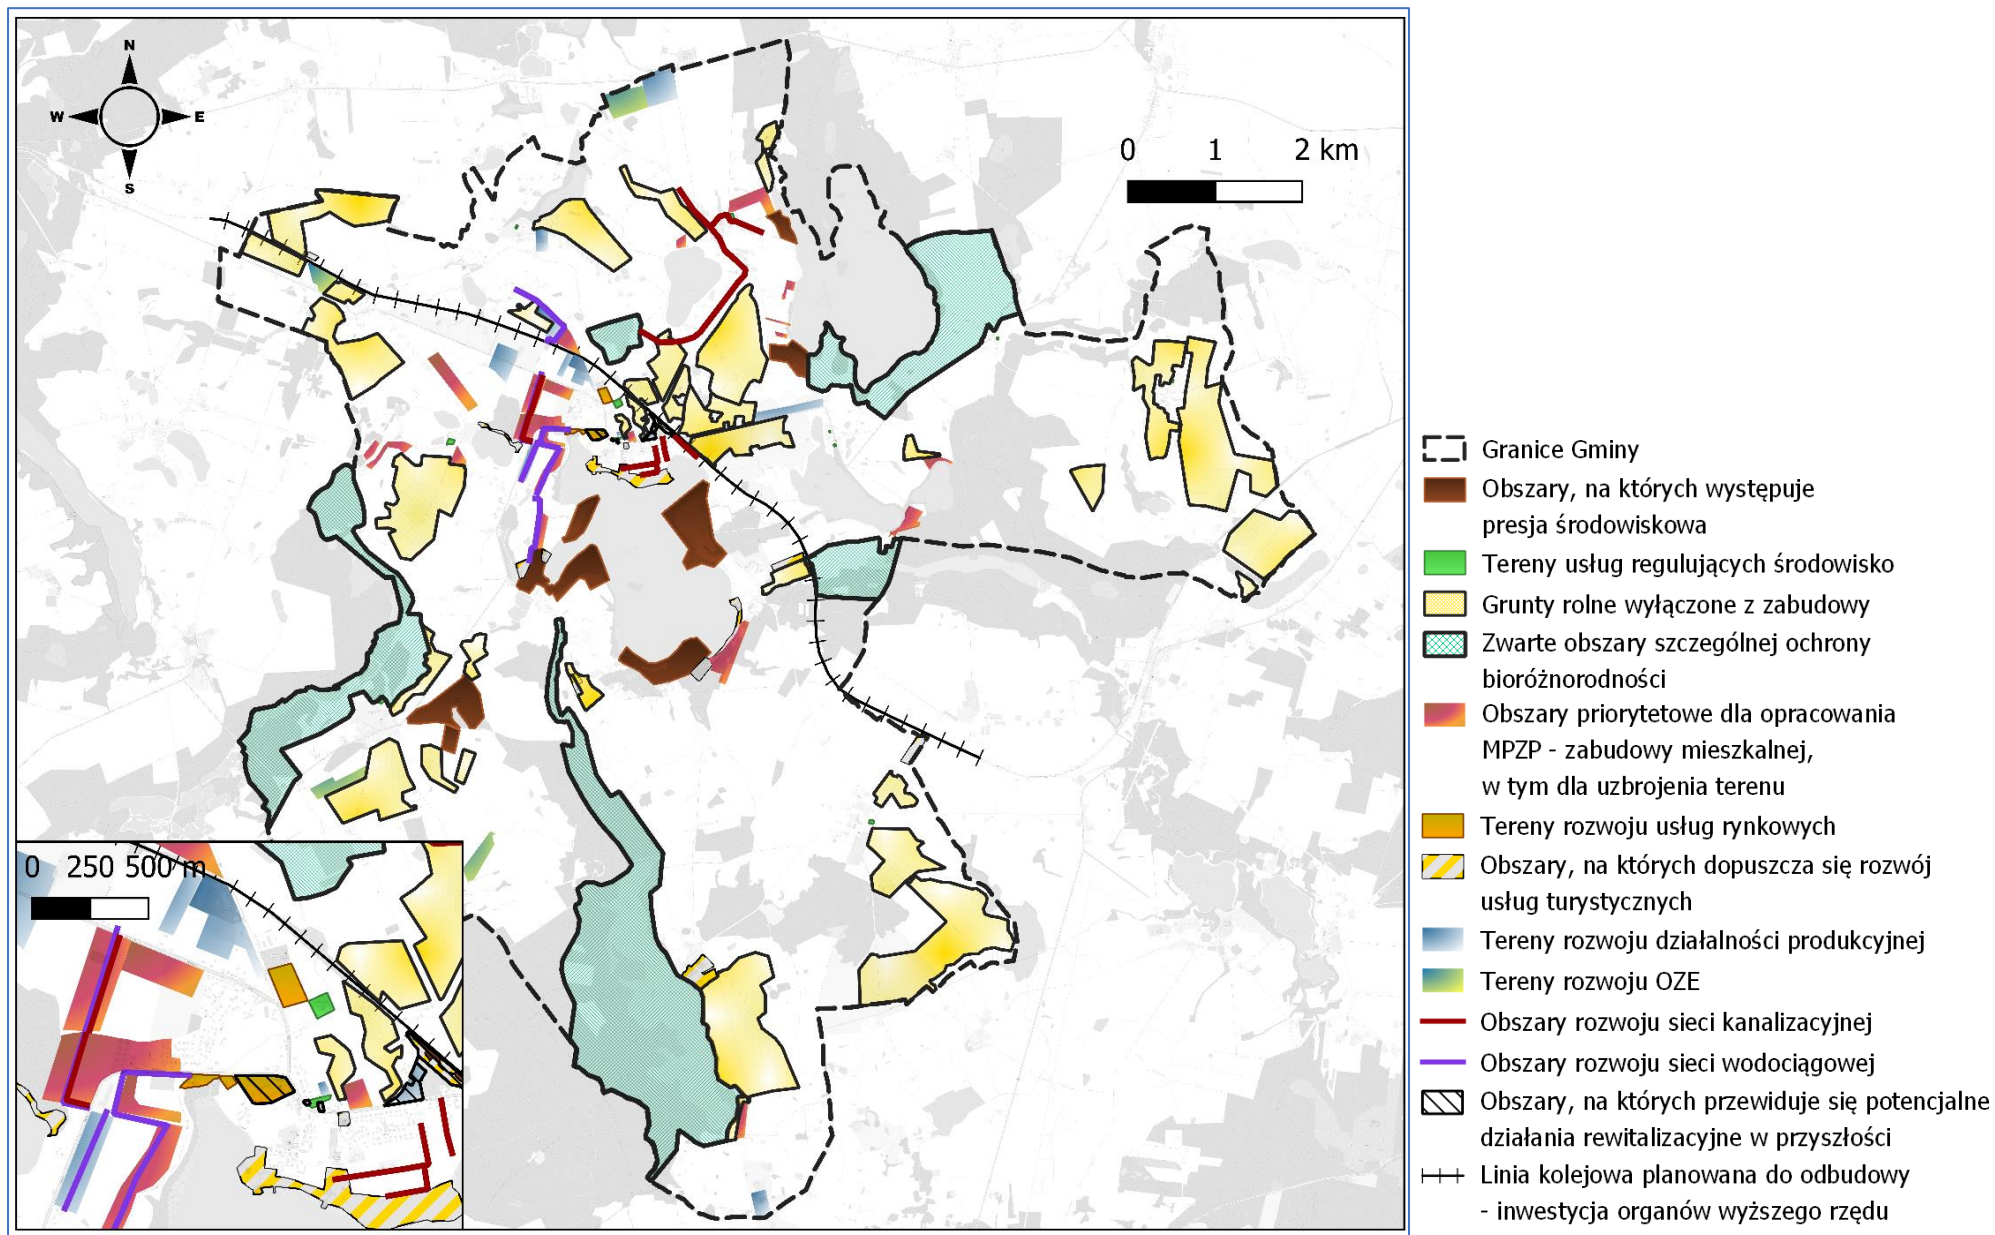 N
W
E
S
0 1 2 km
0 250 500 m
Granice Gminy
Obszary, na których występuje
presja środowiskowa
Tereny usług regulujących środowisko
Grunty rolne wyłączone z zabudowy
Zwarte obszary szczególnej ochrony
bioróżnorodności
Obszary priorytetowe dla opracowania
MPZP - zabudowy mieszkalnej,
w tym dla uzbrojenia terenu
Tereny rozwoju usług rynkowych
Obszary, na których dopuszcza się rozwój
usług turystycznych
Tereny rozwoju działalności produkcyjnej
Tereny rozwoju OZE
Obszary rozwoju sieci kanalizacyjnej
Obszary rozwoju sieci wodociągowej
Obszary, na których przewiduje się potencjalne
działania rewitalizacyjne w przyszłości
Linia kolejowa planowana do odbudowy
- inwestycja organów wyższego rzędu